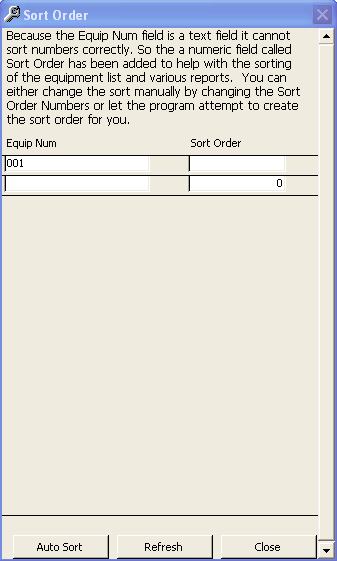 Sort Order
Because the Equip Num field is a text field it cannot
sort numbers correctly. So the a numeric field called
Sort Order has been added to help with the sorting
of the equipment list and various reports. You can
either change the sort manually by changing the Sort
Order Numbers or let the program attempt to create
the sort order for you.
Equip Num Sort Order
001
0
Auto Sort Refresh Close